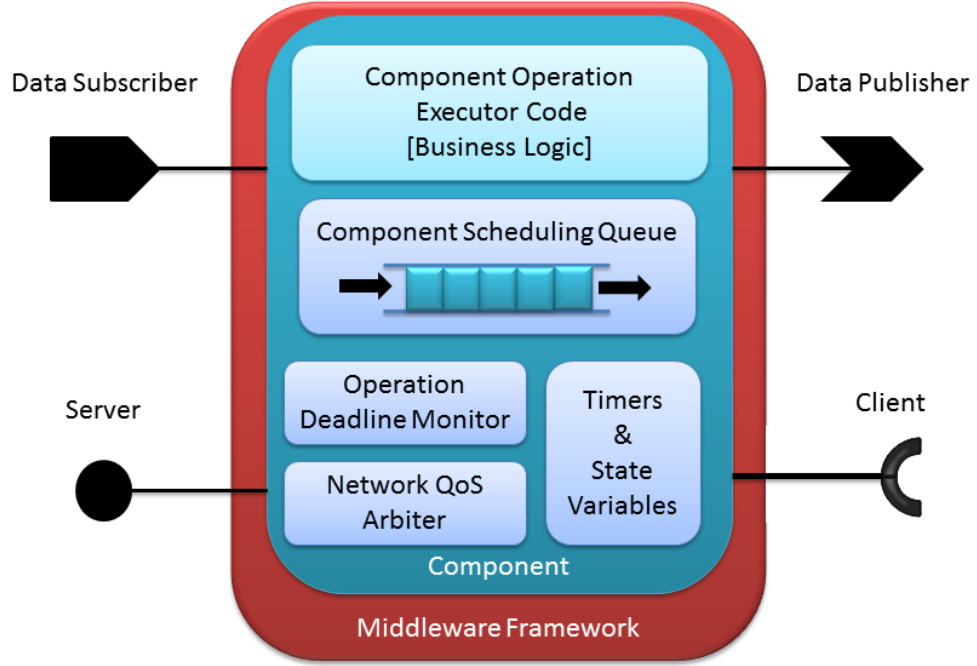 Data Subscriber
Component Operation
Executor Code
[Business Logic]
Data Publisher
Component Scheduling Queue
Server
Operation
Deadline Monitor
Network QoS
Arbiter
Timers
&
State
Variables
Client
Component
Middleware Framework